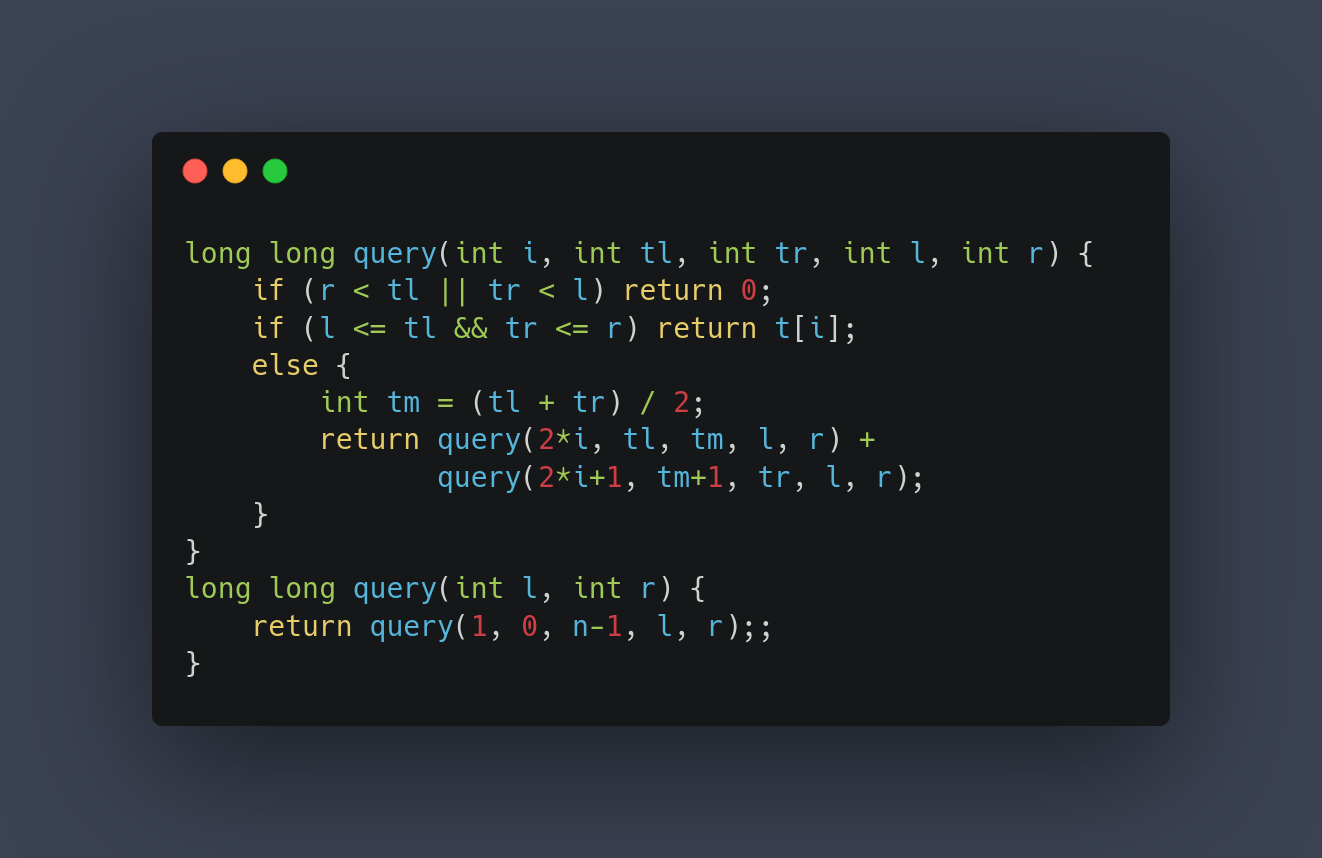 long long query(int i, int tl, int tr, int l, int r) {
    if (r < tl || tr < l) return 0;
    if (l <= tl && tr <= r) return t[i];
    else {
        int tm = (tl + tr) / 2;
        return query(2*i, tl, tm, l, r) +
               query(2*i+1, tm+1, tr, l, r);
    }
}
long long query(int l, int r) {
    return query(1, 0, n-1, l, r);;
}